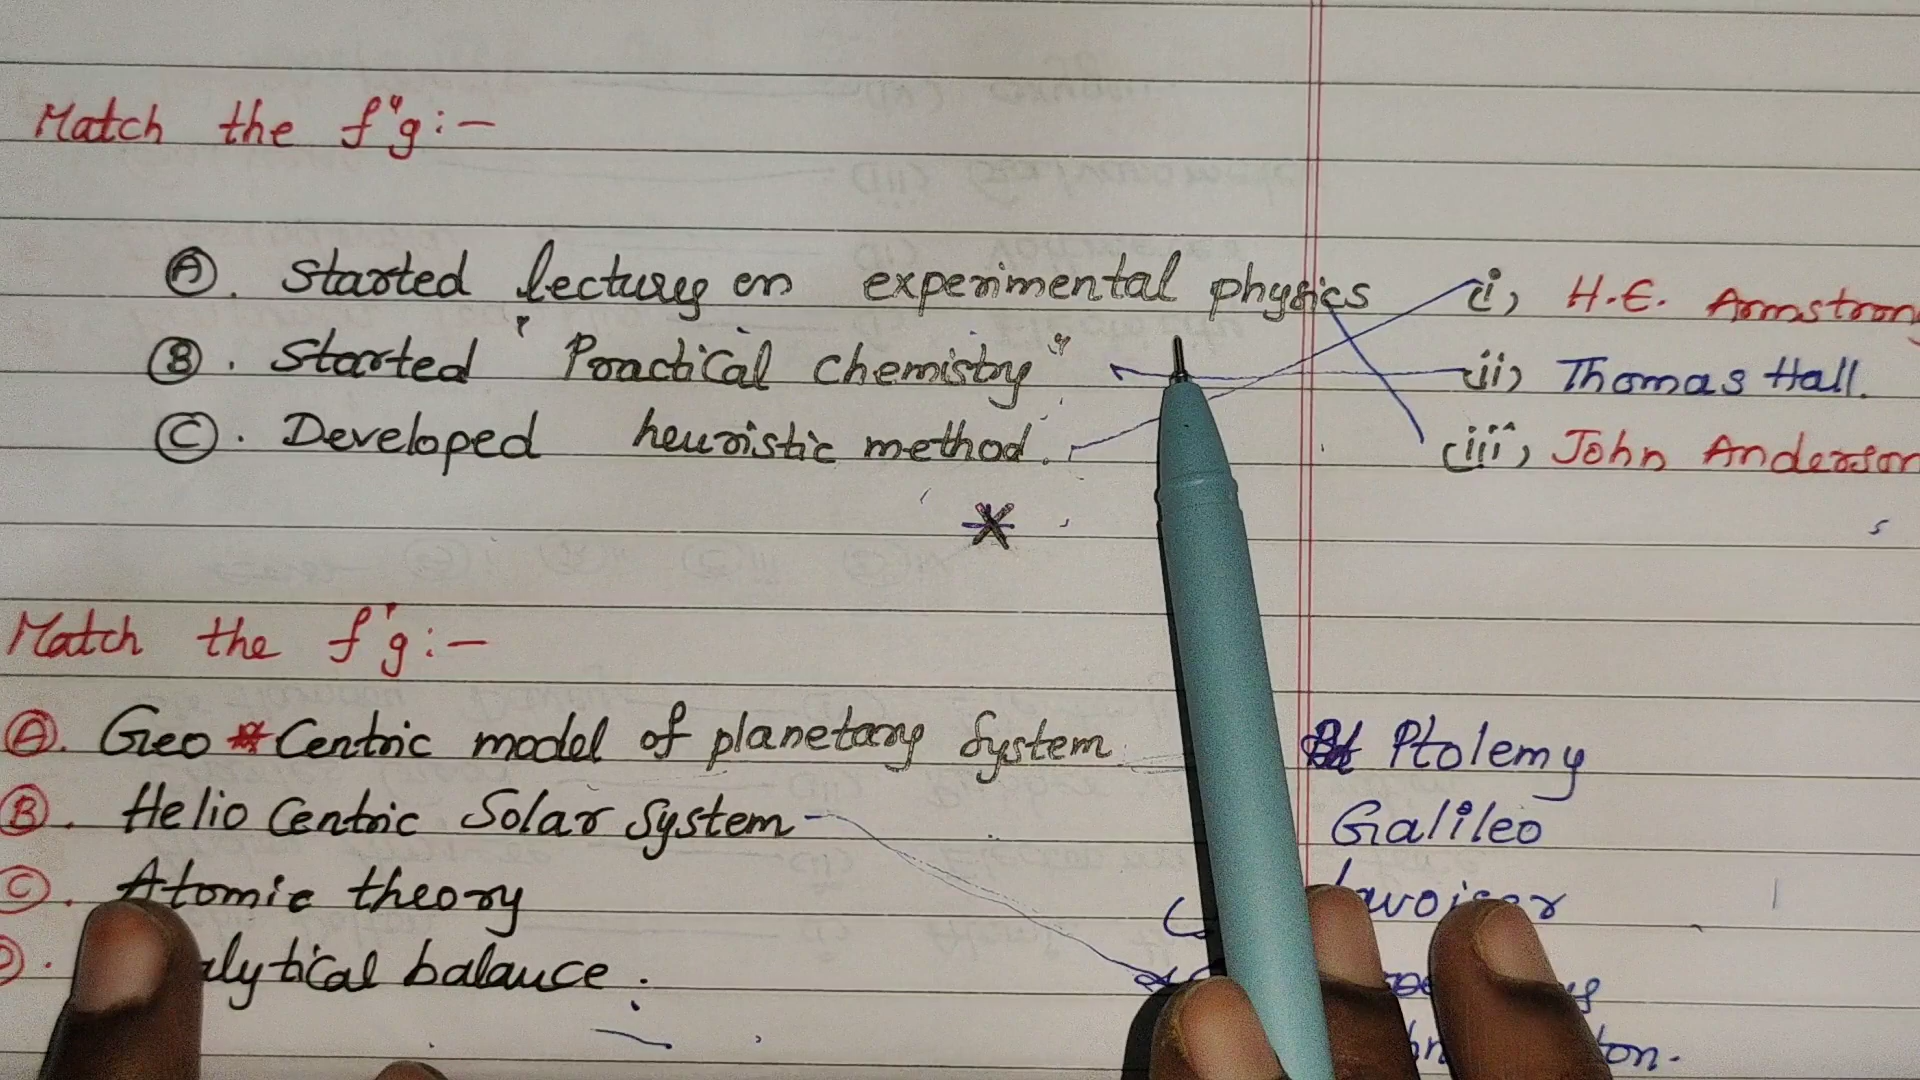 Match the f"g:-
A. Started lectures on experimental physics (i) H.E. Armstrong
B. Started "Practical Chemistry" (ii) Thomas Hall.
C. Developed heuristic method. (iii) John Anderson
Match the f'g:-
A. Geo Centric model of planetary System Ptolemy
B. Helio Centric Solar System Galileo
C. Atomic theory
balance.